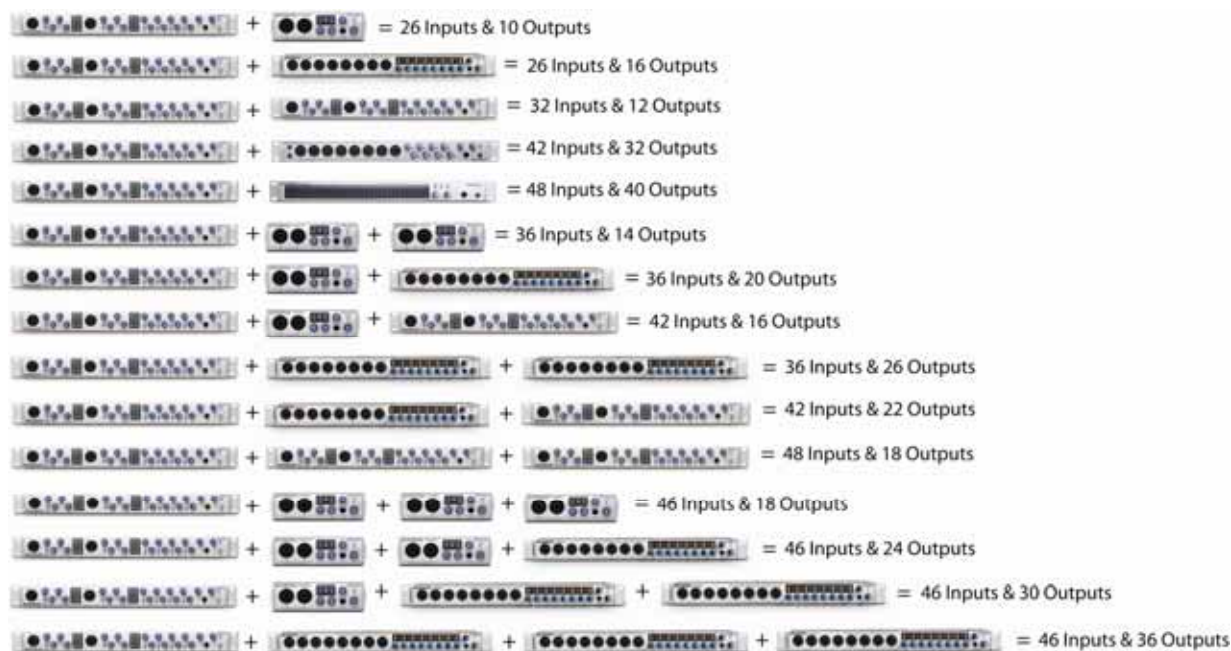 + = 26 Inputs & 10 Outputs
+ = 26 Inputs & 16 Outputs
+ = 32 Inputs & 12 Outputs
+ = 42 Inputs & 32 Outputs
+ = 48 Inputs & 40 Outputs
+ + = 36 Inputs & 14 Outputs
+ + = 36 Inputs & 20 Outputs
+ + = 42 Inputs & 16 Outputs
+ + = 36 Inputs & 26 Outputs
+ + = 42 Inputs & 22 Outputs
+ + = 48 Inputs & 18 Outputs
+ + + = 46 Inputs & 18 Outputs
+ + + = 46 Inputs & 24 Outputs
+ + + = 46 Inputs & 30 Outputs
+ + + = 46 Inputs & 36 Outputs